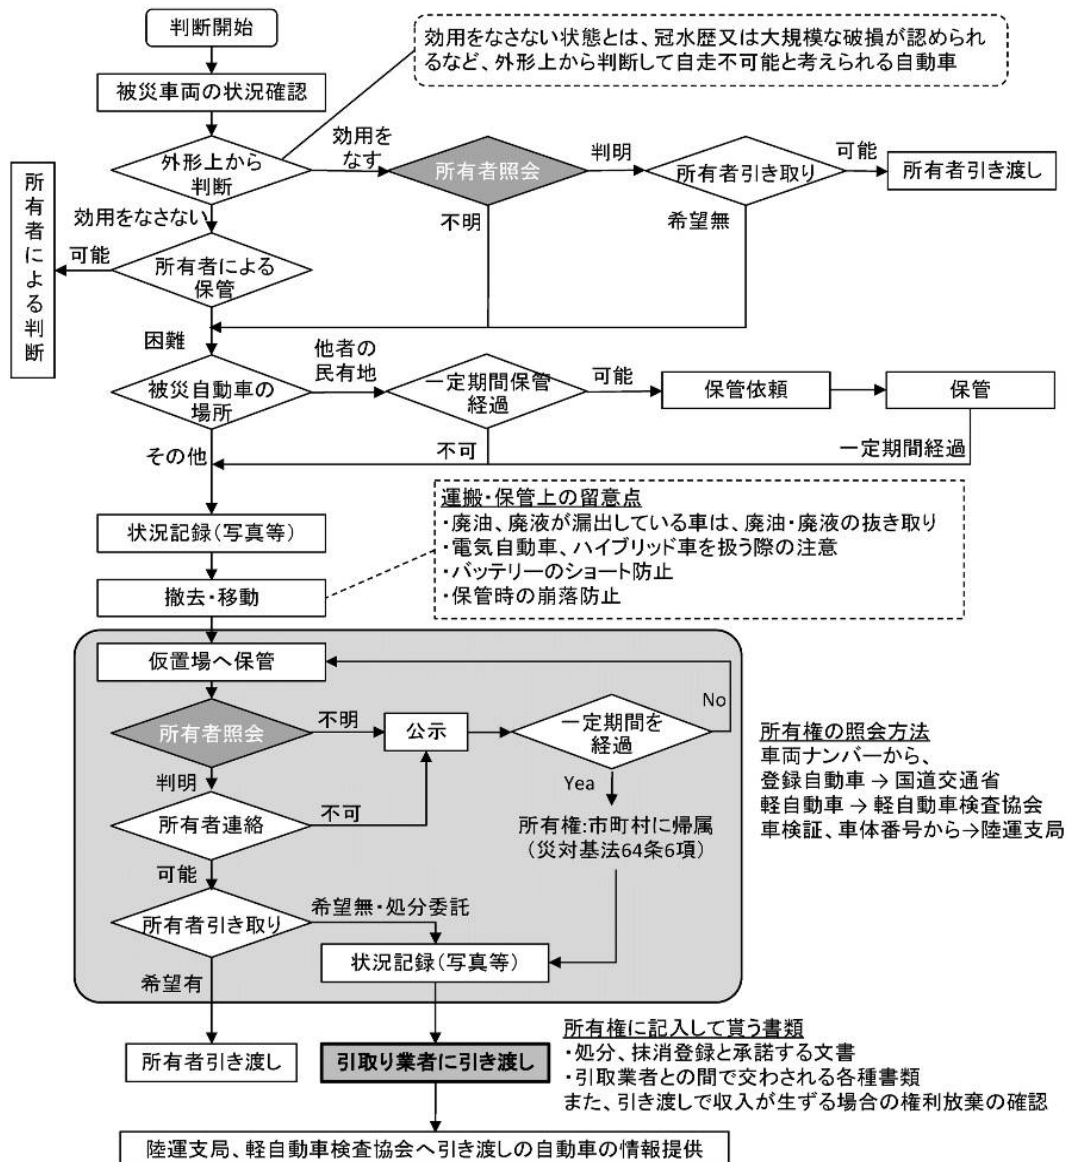 判断開始
効用をなさない状態とは、冠水歴又は大規模な破損が認められ
るなど、外形上から判断して自走不可能と考えられる自動車
被災車両の状況確認
外形上から
判断
効用を
なす
所有者照会
判明
所有者引き取り
可能
所有者引き渡し
不明
希望無
効用をなさない
所有者による判断
可能
所有者による
保管
困難
被災自動車の
場所
他者の
民有地
一定期間保管
経過
可能
保管依頼
保管
その他
不可
一定期間経過
運搬・保管上の留意点
・廃油、廃液が漏出している車は、廃油・廃液の抜き取り
・電気自動車、ハイブリッド車を扱う際の注意
・バッテリーのショート防止
・保管時の崩落防止
状況記録(写真等)
撤去・移動
仮置場へ保管
所有者照会
不明
公示
一定期間を
経過
No
Yea
所有権:市町村に帰属
(災対基法64条6項)
判明
所有者連絡
不可
可能
所有者引き取り
希望無・処分委託
状況記録(写真等)
希望有
所有権の照会方法
車両ナンバーから、
登録自動車 → 国道交通省
軽自動車 → 軽自動車検査協会
車検証、車体番号から→陸運支局
所有者引き渡し
引取り業者に引き渡し
所有権に記入して貰う書類
・処分、抹消登録と承諾する文書
・引取業者との間で交わされる各種書類
また、引き渡しで収入が生ずる場合の権利放棄の確認
陸運支局、軽自動車検査協会へ引き渡しの自動車の情報提供